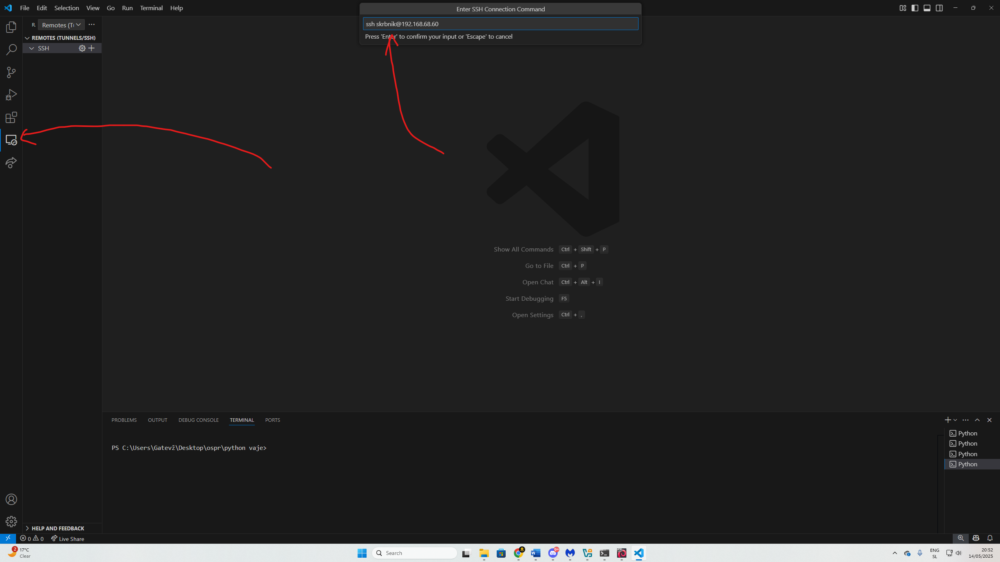 File Edit Selection View Go Run Terminal Help
Enter SSH Connection Command
ssh skrbnik@192.168.68.60
Press 'Enter' to confirm your input or 'Escape' to cancel
R. Remotes (Tu
REMOTES (TUNNELS/SSH)
SSH
Show All Commands Ctrl + Shift + P
Go to File Ctrl + P
Open Chat Ctrl + Alt + I
Start Debugging F5
Open Settings Ctrl + ,
PROBLEMS OUTPUT DEBUG CONSOLE TERMINAL PORTS
PS C:\Users\Gatevž\Desktop\ospr\python vaje>
Python
Python
Python
Python
HELP AND FEEDBACK
0 0 Live Share
2 17°C
Clear
Search
9+
ENG
SL
20:52
14/05/2025